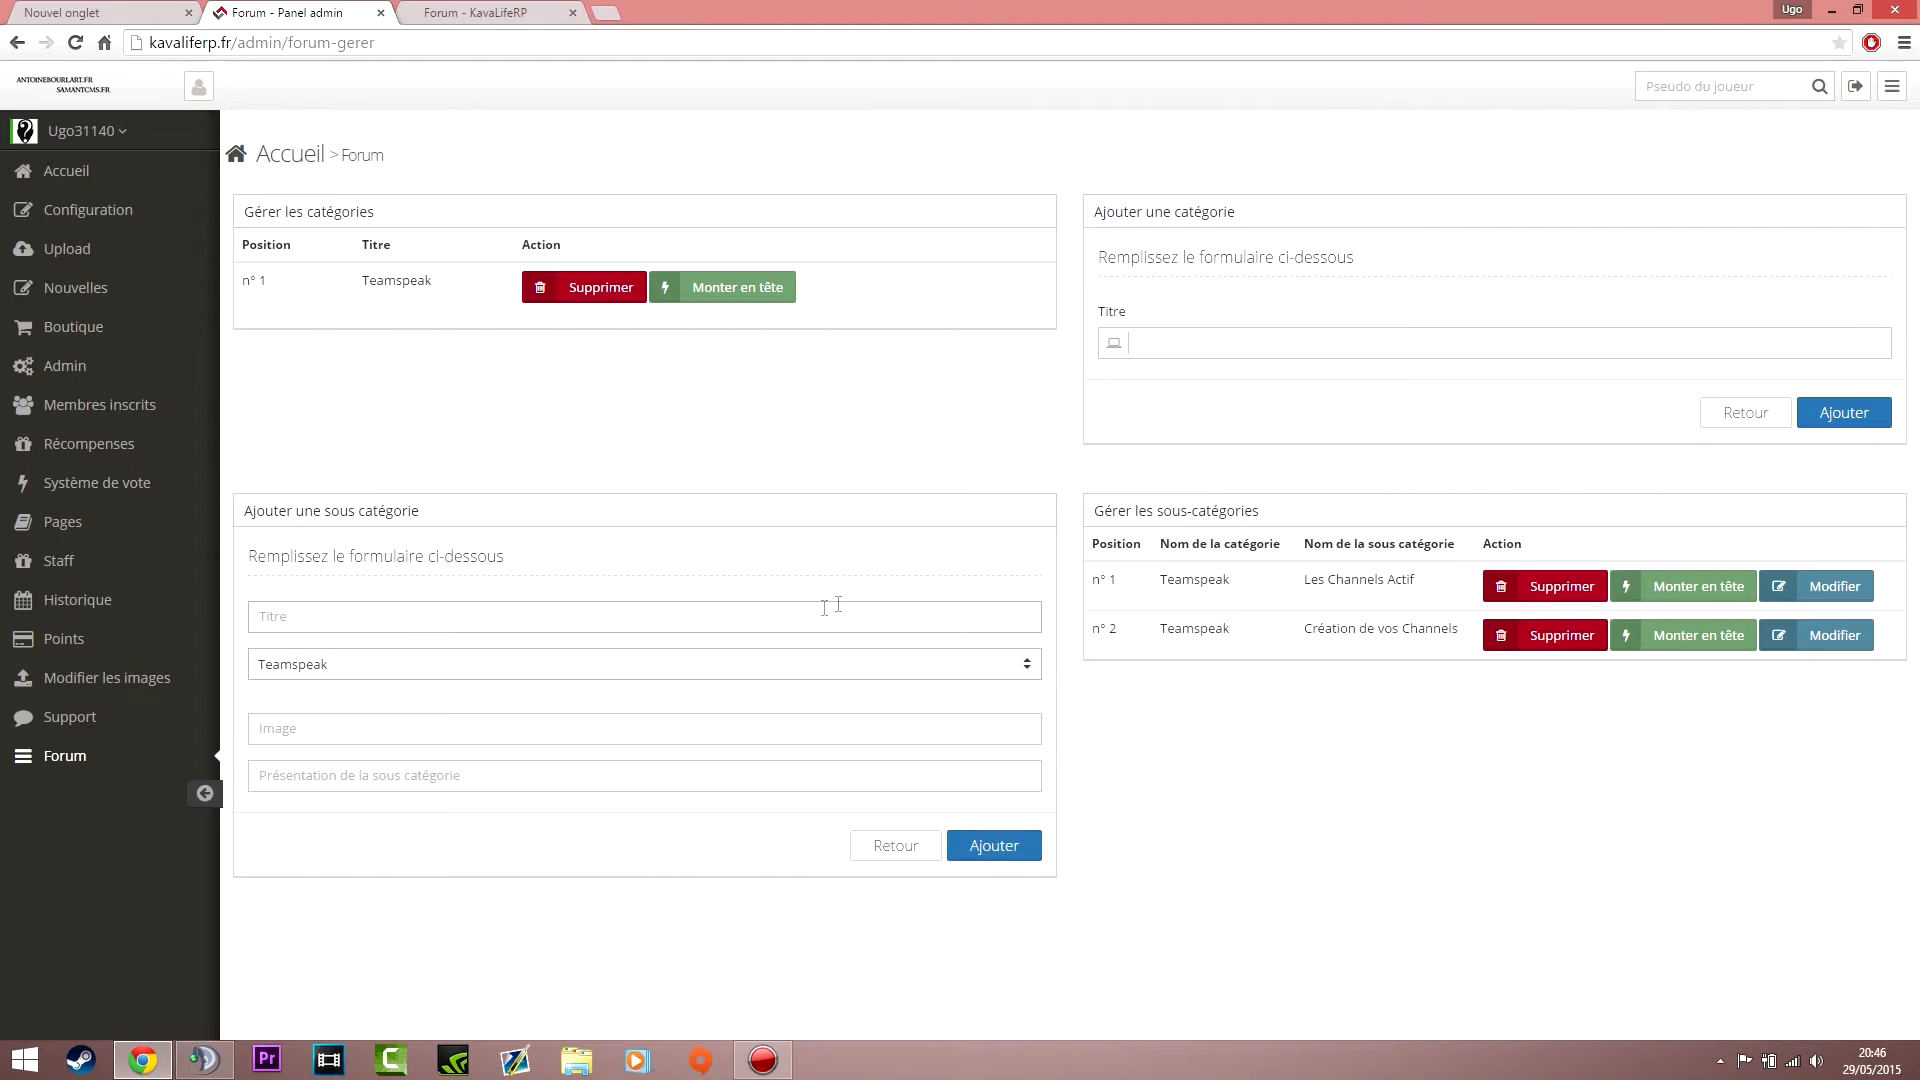 Nouvel onglet
Forum - Panel admin
Forum - KavaLifeRP
Ugo
kavaliferp.fr/admin/forum-gerer
ANTOINEBOURLART.FR
SAMANTCMS.FR
Pseudo du joueur
Ugo31140
Accueil
Configuration
Upload
Nouvelles
Boutique
Admin
Membres inscrits
Récompenses
Système de vote
Pages
Staff
Historique
Points
Modifier les images
Support
Forum
Accueil > Forum
Gérer les catégories
Position Titre Action
n° 1 Teamspeak Supprimer Monter en tête
Ajouter une catégorie
Remplissez le formulaire ci-dessous
Titre
Retour Ajouter
Ajouter une sous catégorie
Remplissez le formulaire ci-dessous
Titre
Teamspeak
Image
Présentation de la sous catégorie
Retour Ajouter
Gérer les sous-catégories
Position Nom de la catégorie Nom de la sous catégorie Action
n° 1 Teamspeak Les Channels Actif Supprimer Monter en tête Modifier
n° 2 Teamspeak Création de vos Channels Supprimer Monter en tête Modifier
Pr
20:46
29/05/2015